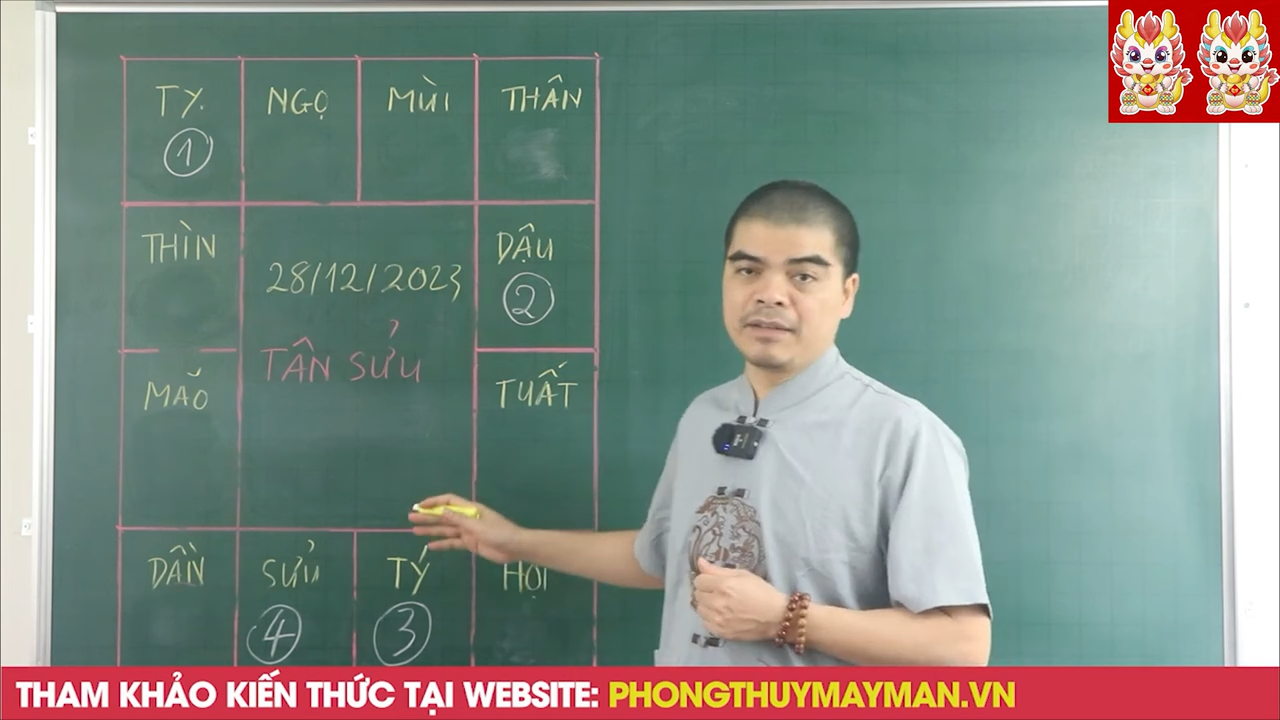 TỴ
NGỌ
MÙI
THÂN
1
THÌN
DẬU
28/12/2023
2
TÂN SỬU
MÃO
TUẤT
DẦN
SỬU
TÝ
HỢI
4
3
THAM KHẢO KIẾN THỨC TẠI WEBSITE: PHONGTHUYMAYMAN.VN